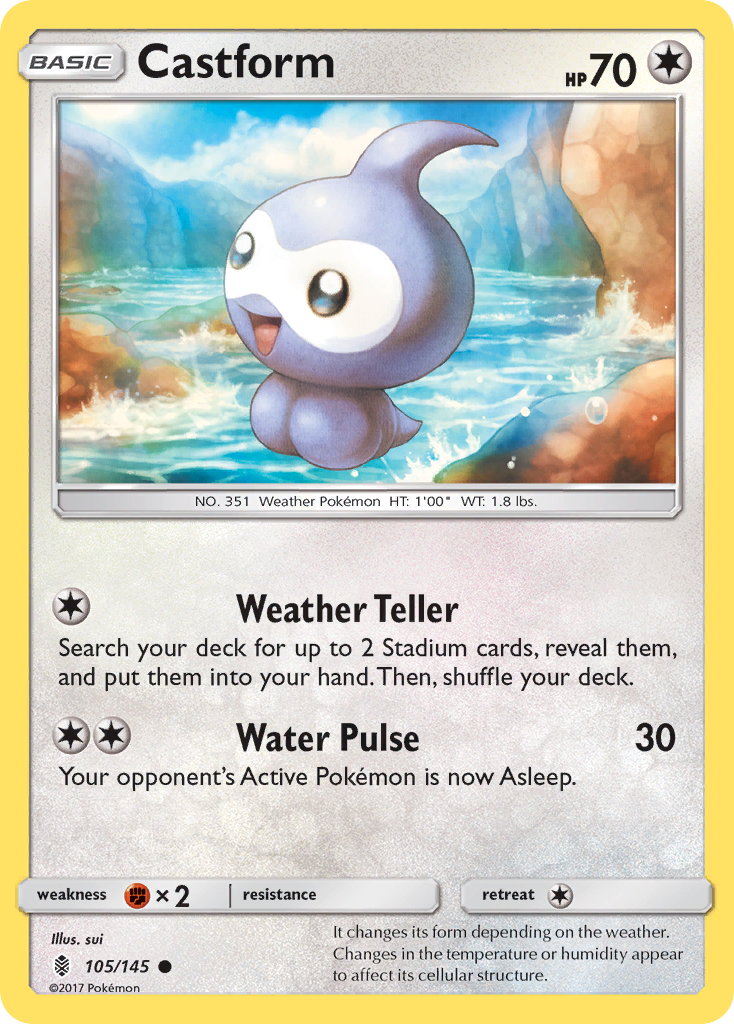 BASIC Castform HP 70
NO. 351 Weather Pokémon HT: 1'00" WT: 1.8 lbs.
Weather Teller
Search your deck for up to 2 Stadium cards, reveal them,
and put them into your hand. Then, shuffle your deck.
Water Pulse 30
Your opponent's Active Pokémon is now Asleep.
weakness × 2 resistance retreat
Illus. sui
105/145
©2017 Pokémon
It changes its form depending on the weather.
Changes in the temperature or humidity appear
to affect its cellular structure.